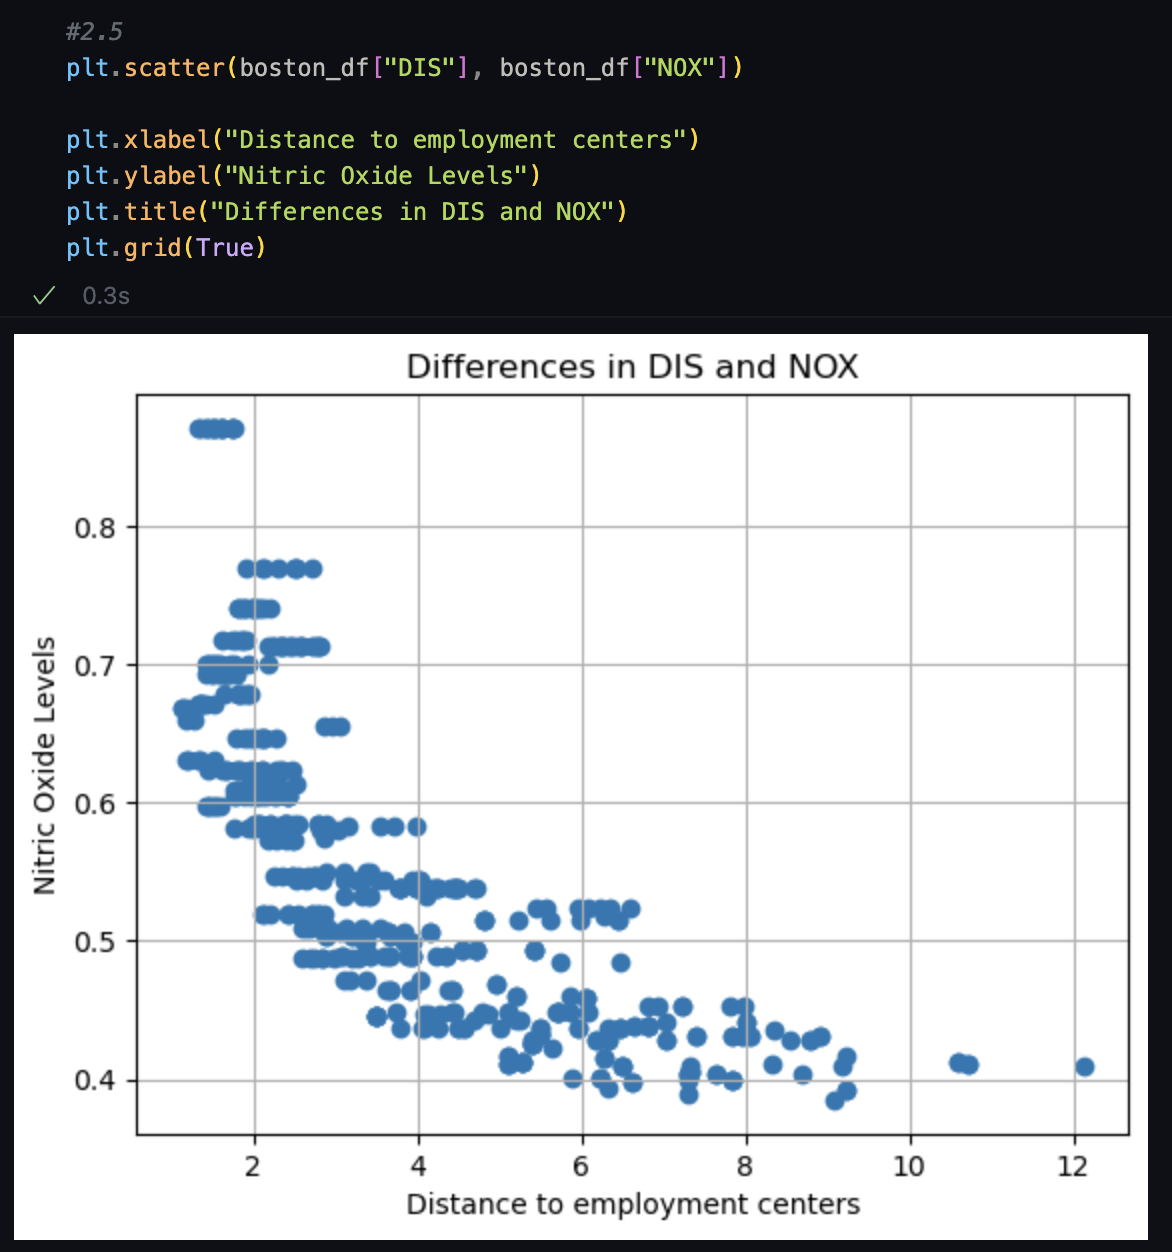 #2.5
plt.scatter(boston_df["DIS"], boston_df["NOX"])
plt.xlabel("Distance to employment centers")
plt.ylabel("Nitric Oxide Levels")
plt.title("Differences in DIS and NOX")
plt.grid(True)
0.3s
Differences in DIS and NOX
Nitric Oxide Levels
0.8
0.7
0.6
0.5
0.4
2 4 6 8 10 12
Distance to employment centers